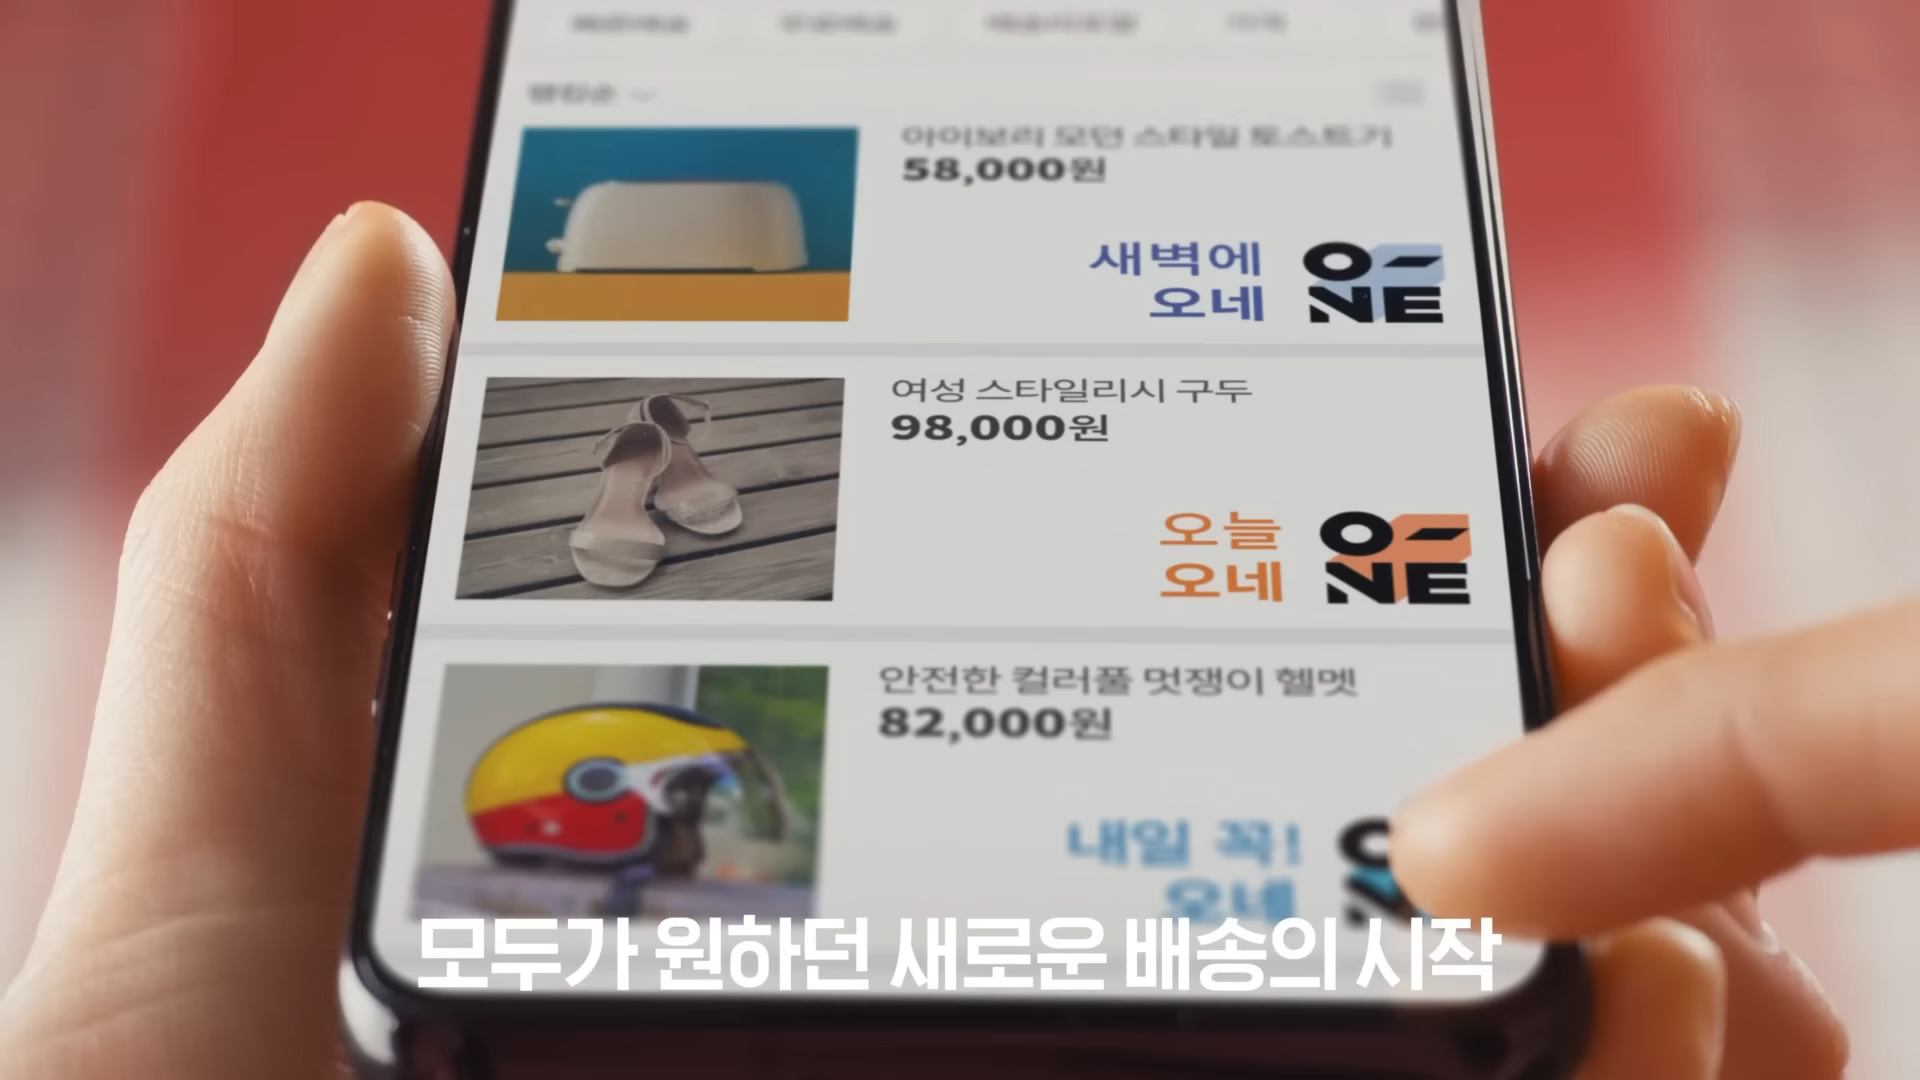 아이보리 모던 스타일 토스트기
58,000원
새벽에
오네
O-
NE
여성 스타일리시 구두
98,000원
오늘
오네
O-
NE
안전한 컬러풀 멋쟁이 헬멧
82,000원
내일 꼭!
오네
모두가 원하던 새로운 배송의 시작